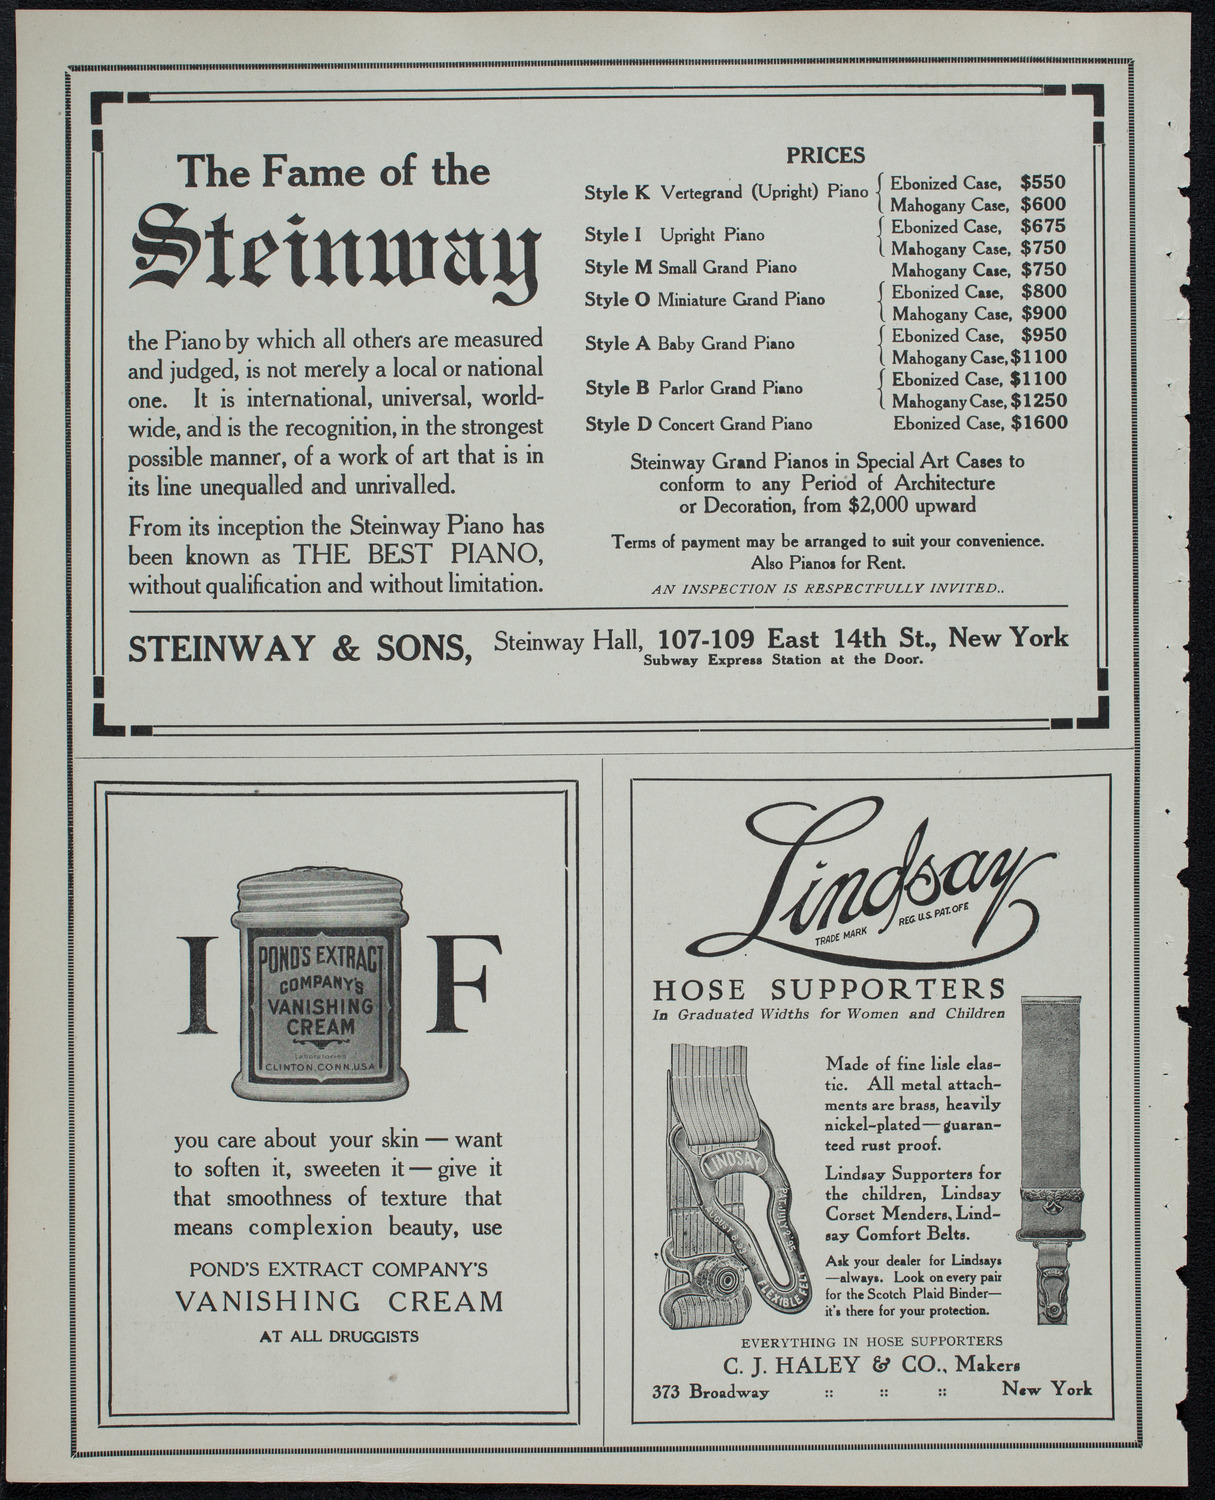 The Fame of the
Steinway
the Piano by which all others are measured
and judged, is not merely a local or national
one. It is international, universal, world-
wide, and is the recognition, in the strongest
possible manner, of a work of art that is in
its line unequalled and unrivalled.
From its inception the Steinway Piano has
been known as THE BEST PIANO,
without qualification and without limitation.
PRICES
Style K Vertegrand (Upright) Piano { Ebonized Case, $550
Mahogany Case, $600
Style I Upright Piano { Ebonized Case, $675
Mahogany Case, $750
Style M Small Grand Piano Mahogany Case, $750
Style O Miniature Grand Piano { Ebonized Case, $800
Mahogany Case, $900
Style A Baby Grand Piano { Ebonized Case, $950
Mahogany Case, $1100
Style B Parlor Grand Piano { Ebonized Case, $1100
Mahogany Case, $1250
Style D Concert Grand Piano Ebonized Case, $1600
Steinway Grand Pianos in Special Art Cases to
conform to any Period of Architecture
or Decoration, from $2,000 upward
Terms of payment may be arranged to suit your convenience.
Also Pianos for Rent.
AN INSPECTION IS RESPECTFULLY INVITED..
STEINWAY & SONS, Steinway Hall, 107-109 East 14th St., New York
Subway Express Station at the Door.
I F
POND'S EXTRACT
COMPANY'S
VANISHING
CREAM
Laboratories
CLINTON, CONN. U.S.A
you care about your skin — want
to soften it, sweeten it — give it
that smoothness of texture that
means complexion beauty, use
POND'S EXTRACT COMPANY'S
VANISHING CREAM
AT ALL DRUGGISTS
Lindsay
TRADE MARK REG. U.S. PAT. OFF.
HOSE SUPPORTERS
In Graduated Widths for Women and Children
LINDSAY
PAT. JULY 2, '95
FLEXIBLE FELT
Made of fine lisle elas-
tic. All metal attach-
ments are brass, heavily
nickel-plated—guaran-
teed rust proof.
Lindsay Supporters for
the children, Lindsay
Corset Menders, Lind-
say Comfort Belts.
Ask your dealer for Lindsays
—always. Look on every pair
for the Scotch Plaid Binder—
it's there for your protection.
EVERYTHING IN HOSE SUPPORTERS
C. J. HALEY & CO., Makers
373 Broadway :: :: :: New York